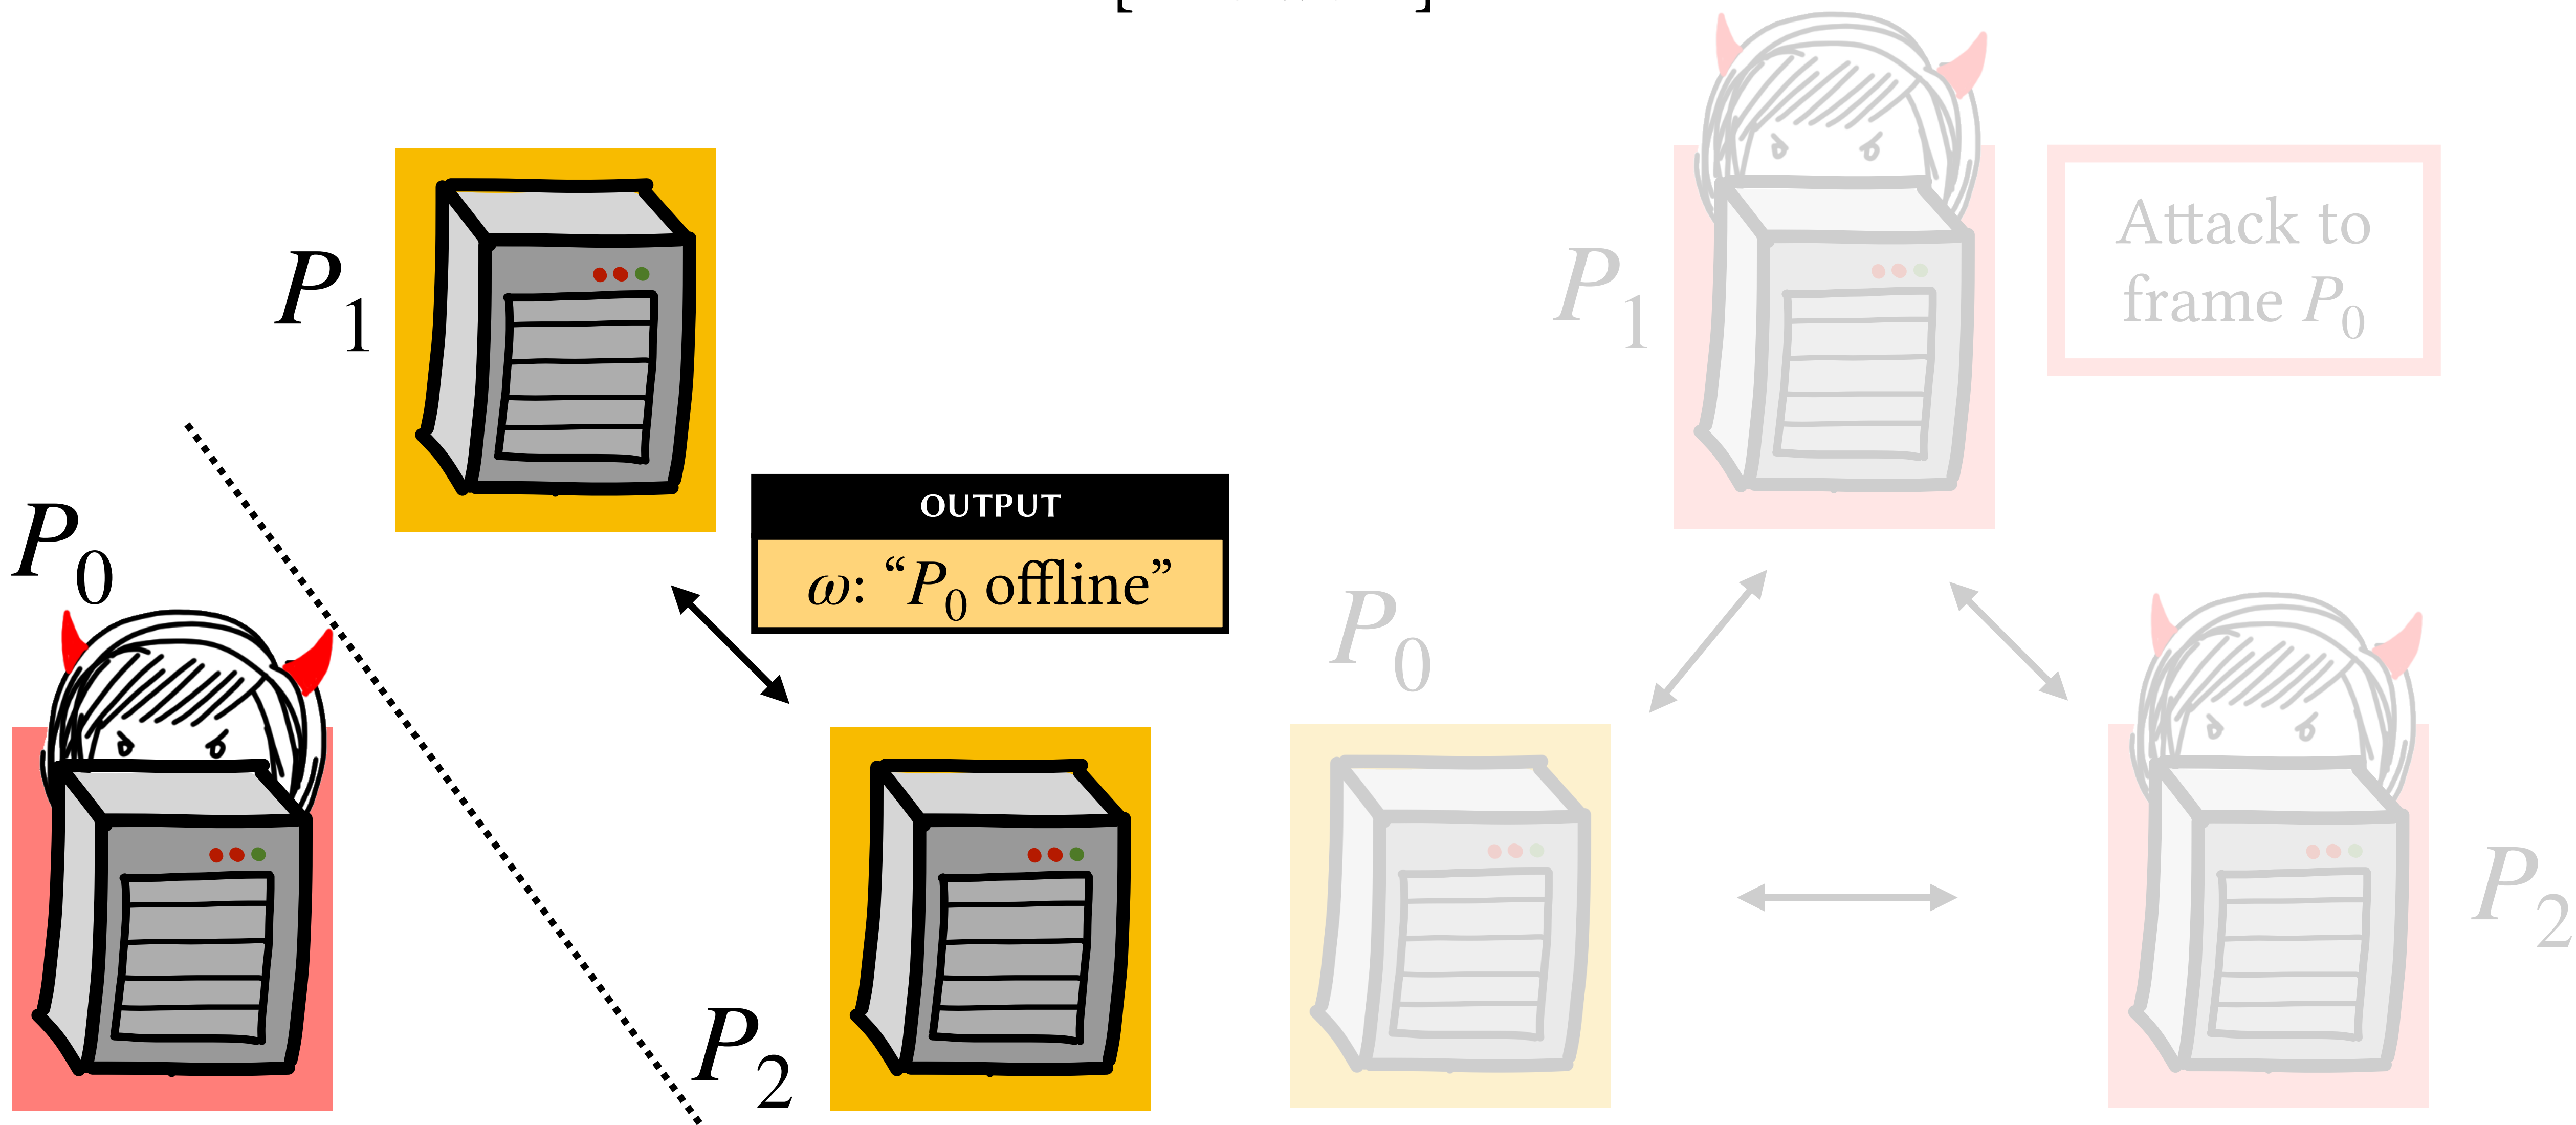 P₁
P₀
OUTPUT
ω: “P₀ offline”
P₂
P₁
Attack to
frame P₀
P₀
P₂